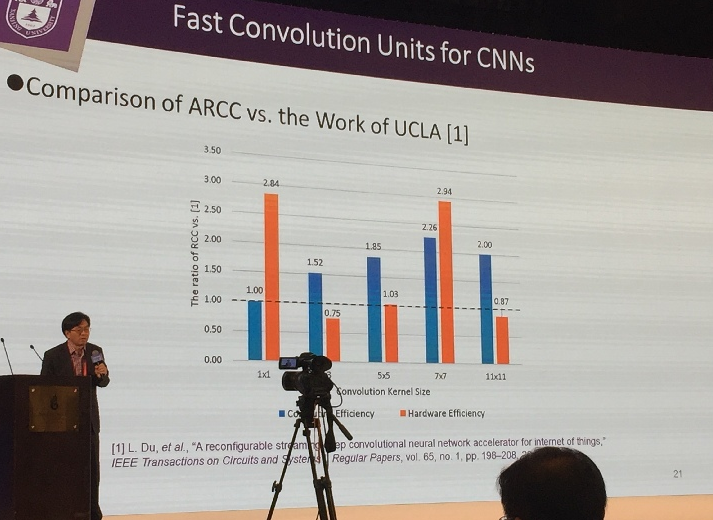 Fast Convolution Units for CNNs
●Comparison of ARCC vs. the Work of UCLA [1]
The ratio of RCC vs. [1]
3.50
3.00
2.50
2.00
1.50
1.00
0.50
0.00
1.00
2.84
1.52
0.75
1.85
1.03
2.26
2.94
2.00
0.87
1x1
5x5
7x7
11x11
Convolution Kernel Size
Efficiency
Hardware Efficiency
[1] L. Du, et al., "A reconfigurable streaming deep convolutional neural network accelerator for internet of things,"
IEEE Transactions on Circuits and Systems I Regular Papers, vol. 65, no. 1, pp. 198–208,
21